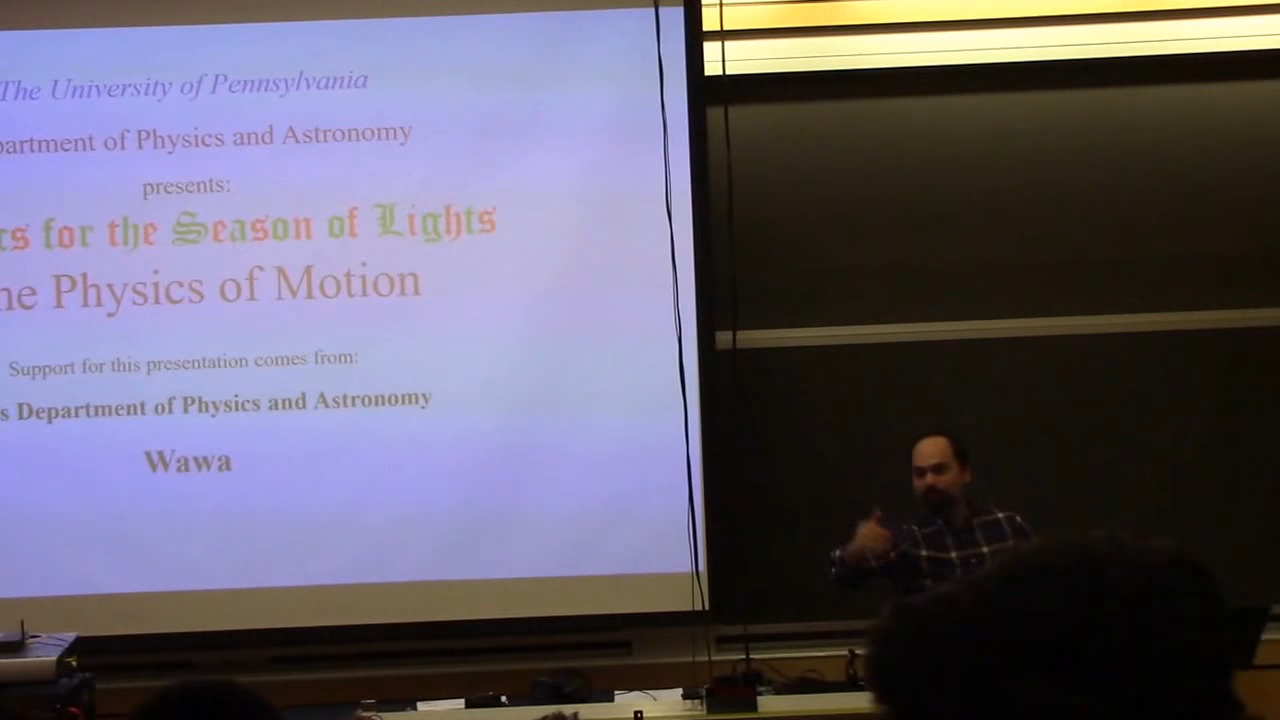 The University of Pennsylvania
partment of Physics and Astronomy
presents:
for the Season of Lights
Physics of Motion
Support for this presentation comes from:
s Department of Physics and Astronomy
Wawa